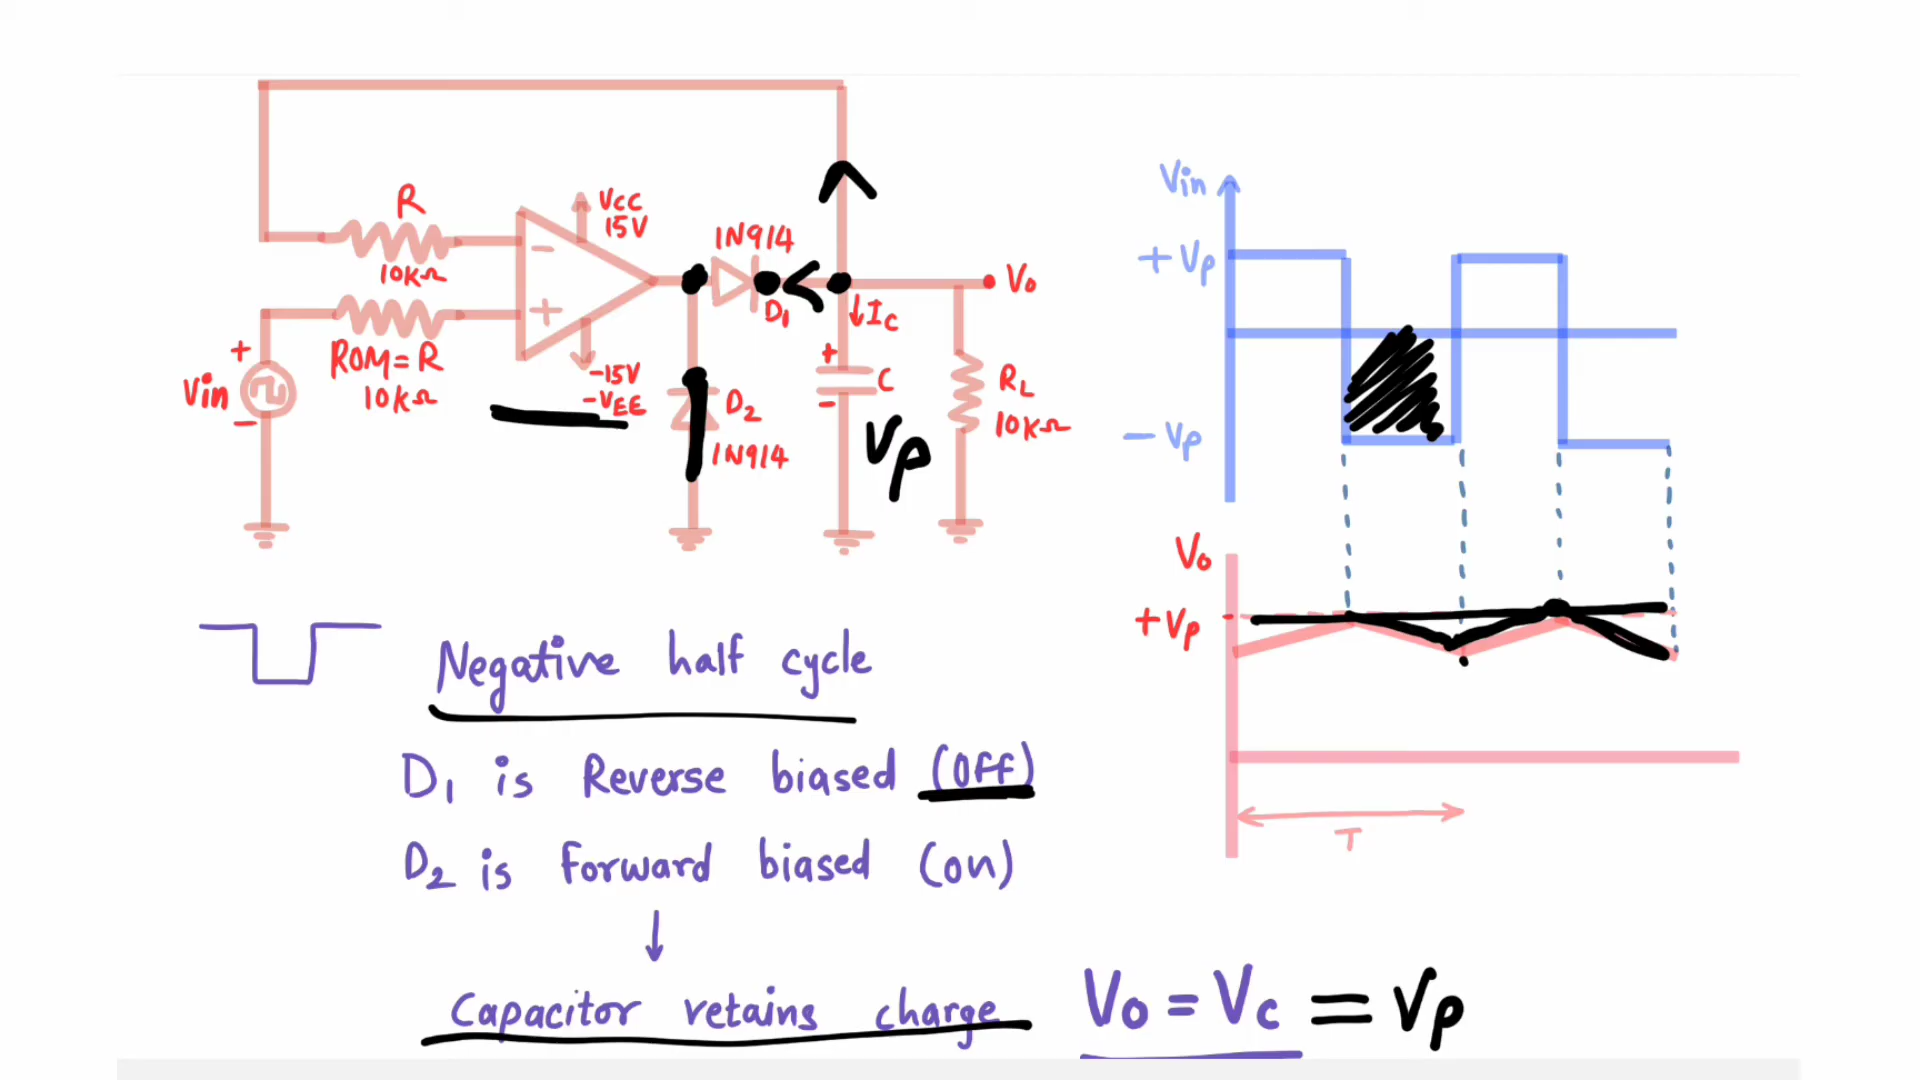 R
10kΩ
VCC
15V
1N914
D1
Vo
IC
+
-
ROM=R
10kΩ
-15V
-VEE
+
Vin
-
D2
1N914
+
-
C
Vp
RL
10kΩ
Vin
+Vp
-Vp
Vo
+Vp
T
Negative half cycle
D1 is Reverse biased (Off)
D2 is forward biased (on)
↓
Capacitor retains charge Vo = Vc = Vp